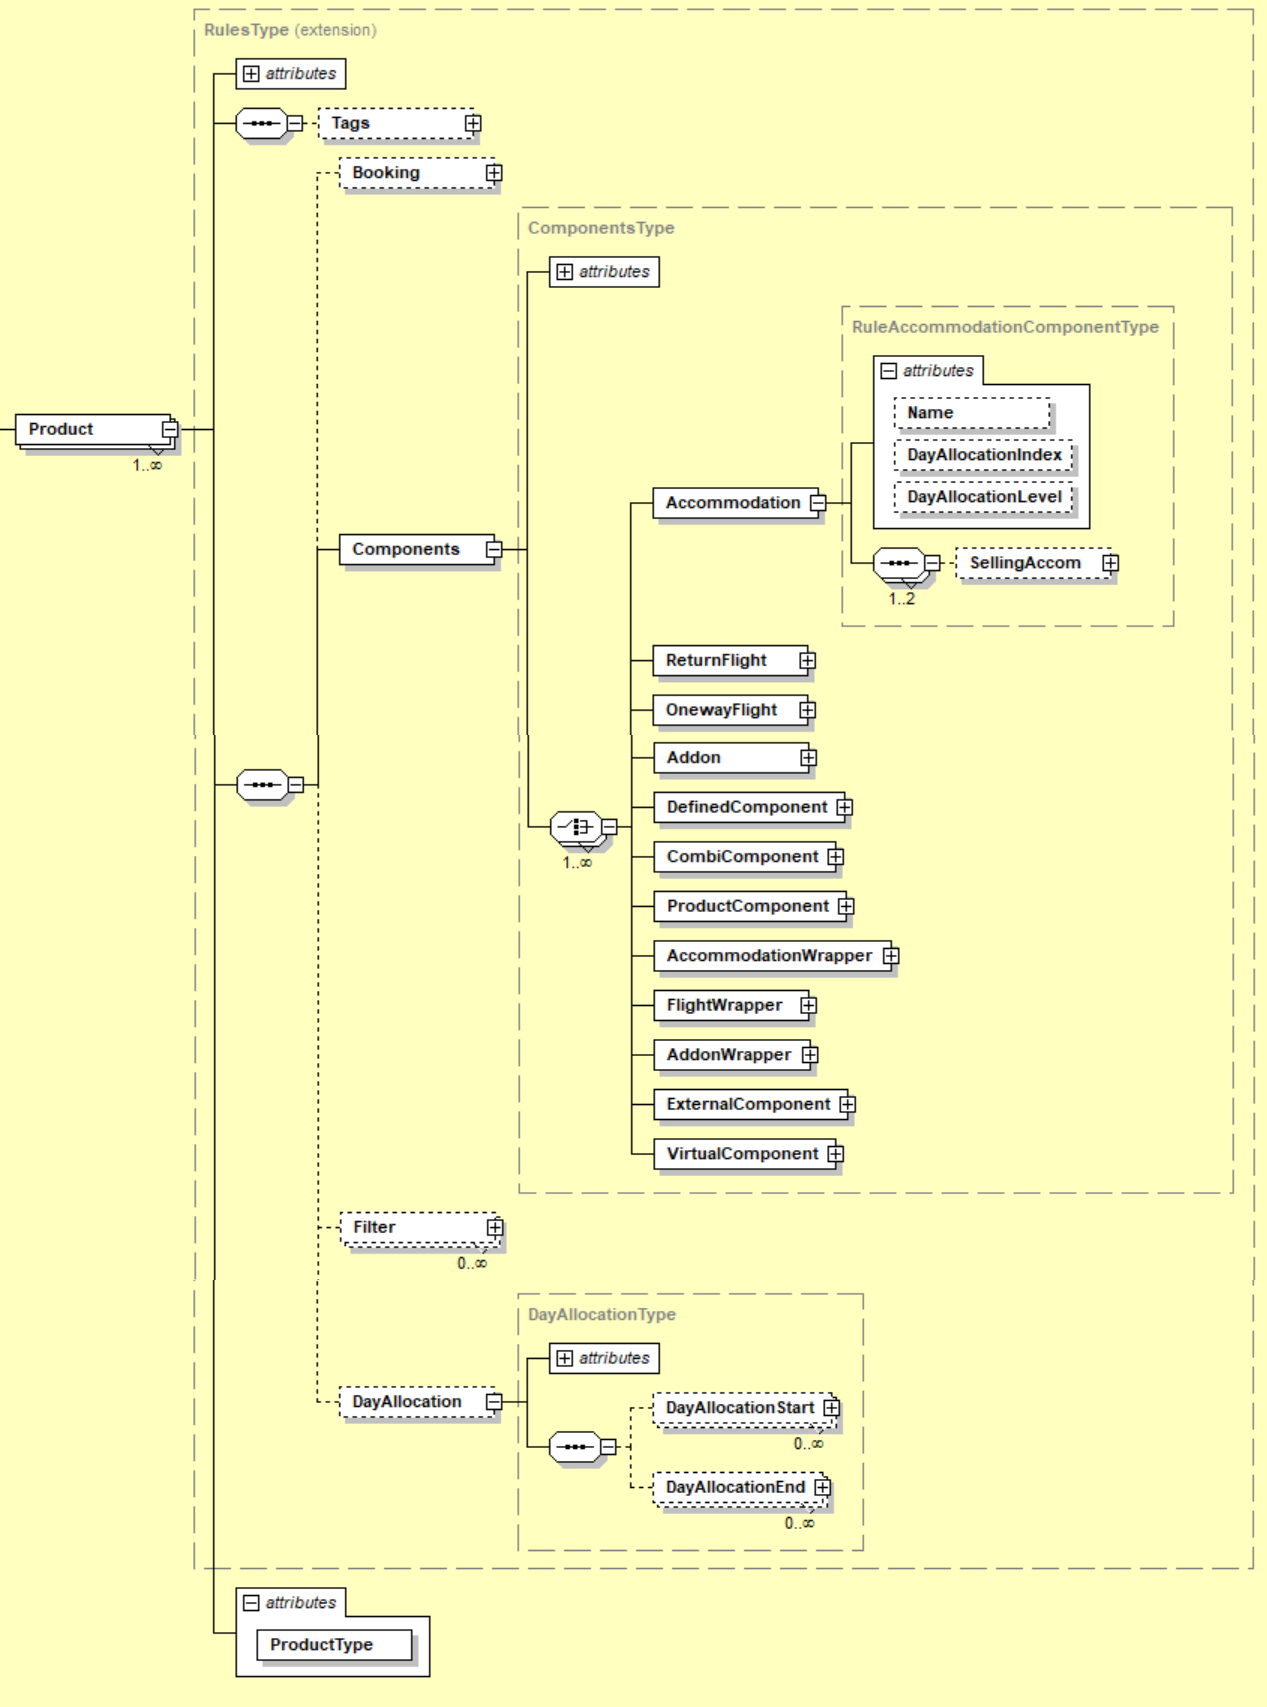 RulesType (extension)
attributes
Tags
Booking
ComponentsType
attributes
RuleAccommodationComponentType
attributes
Name
DayAllocationIndex
DayAllocationLevel
Product
1..∞
Accommodation
Components
SellingAccom
1..2
ReturnFlight
OnewayFlight
Addon
DefinedComponent
1..∞
CombiComponent
ProductComponent
AccommodationWrapper
FlightWrapper
AddonWrapper
ExternalComponent
VirtualComponent
Filter
0..∞
DayAllocationType
attributes
DayAllocation
DayAllocationStart
0..∞
DayAllocationEnd
0..∞
attributes
ProductType